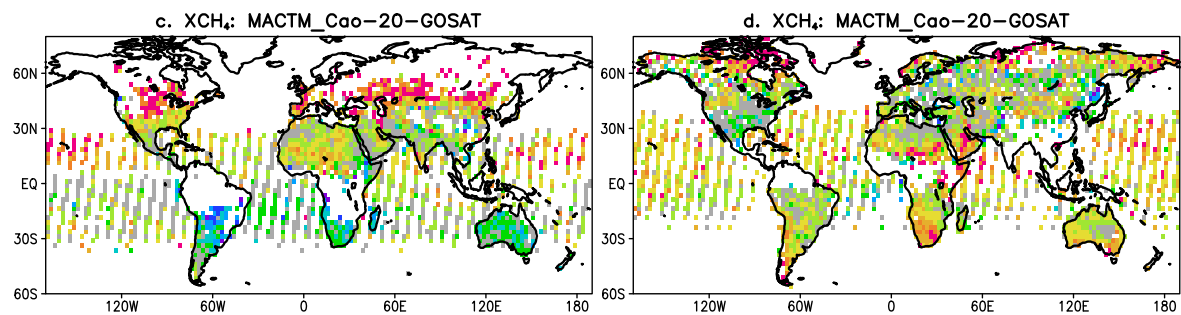 c. XCH₄: MACTM_Cao-20-GOSAT
d. XCH₄: MACTM_Cao-20-GOSAT
60N
30N
EQ
30S
60S
120W 60W 0 60E 120E 180
60N
30N
EQ
30S
60S
120W 60W 0 60E 120E 180